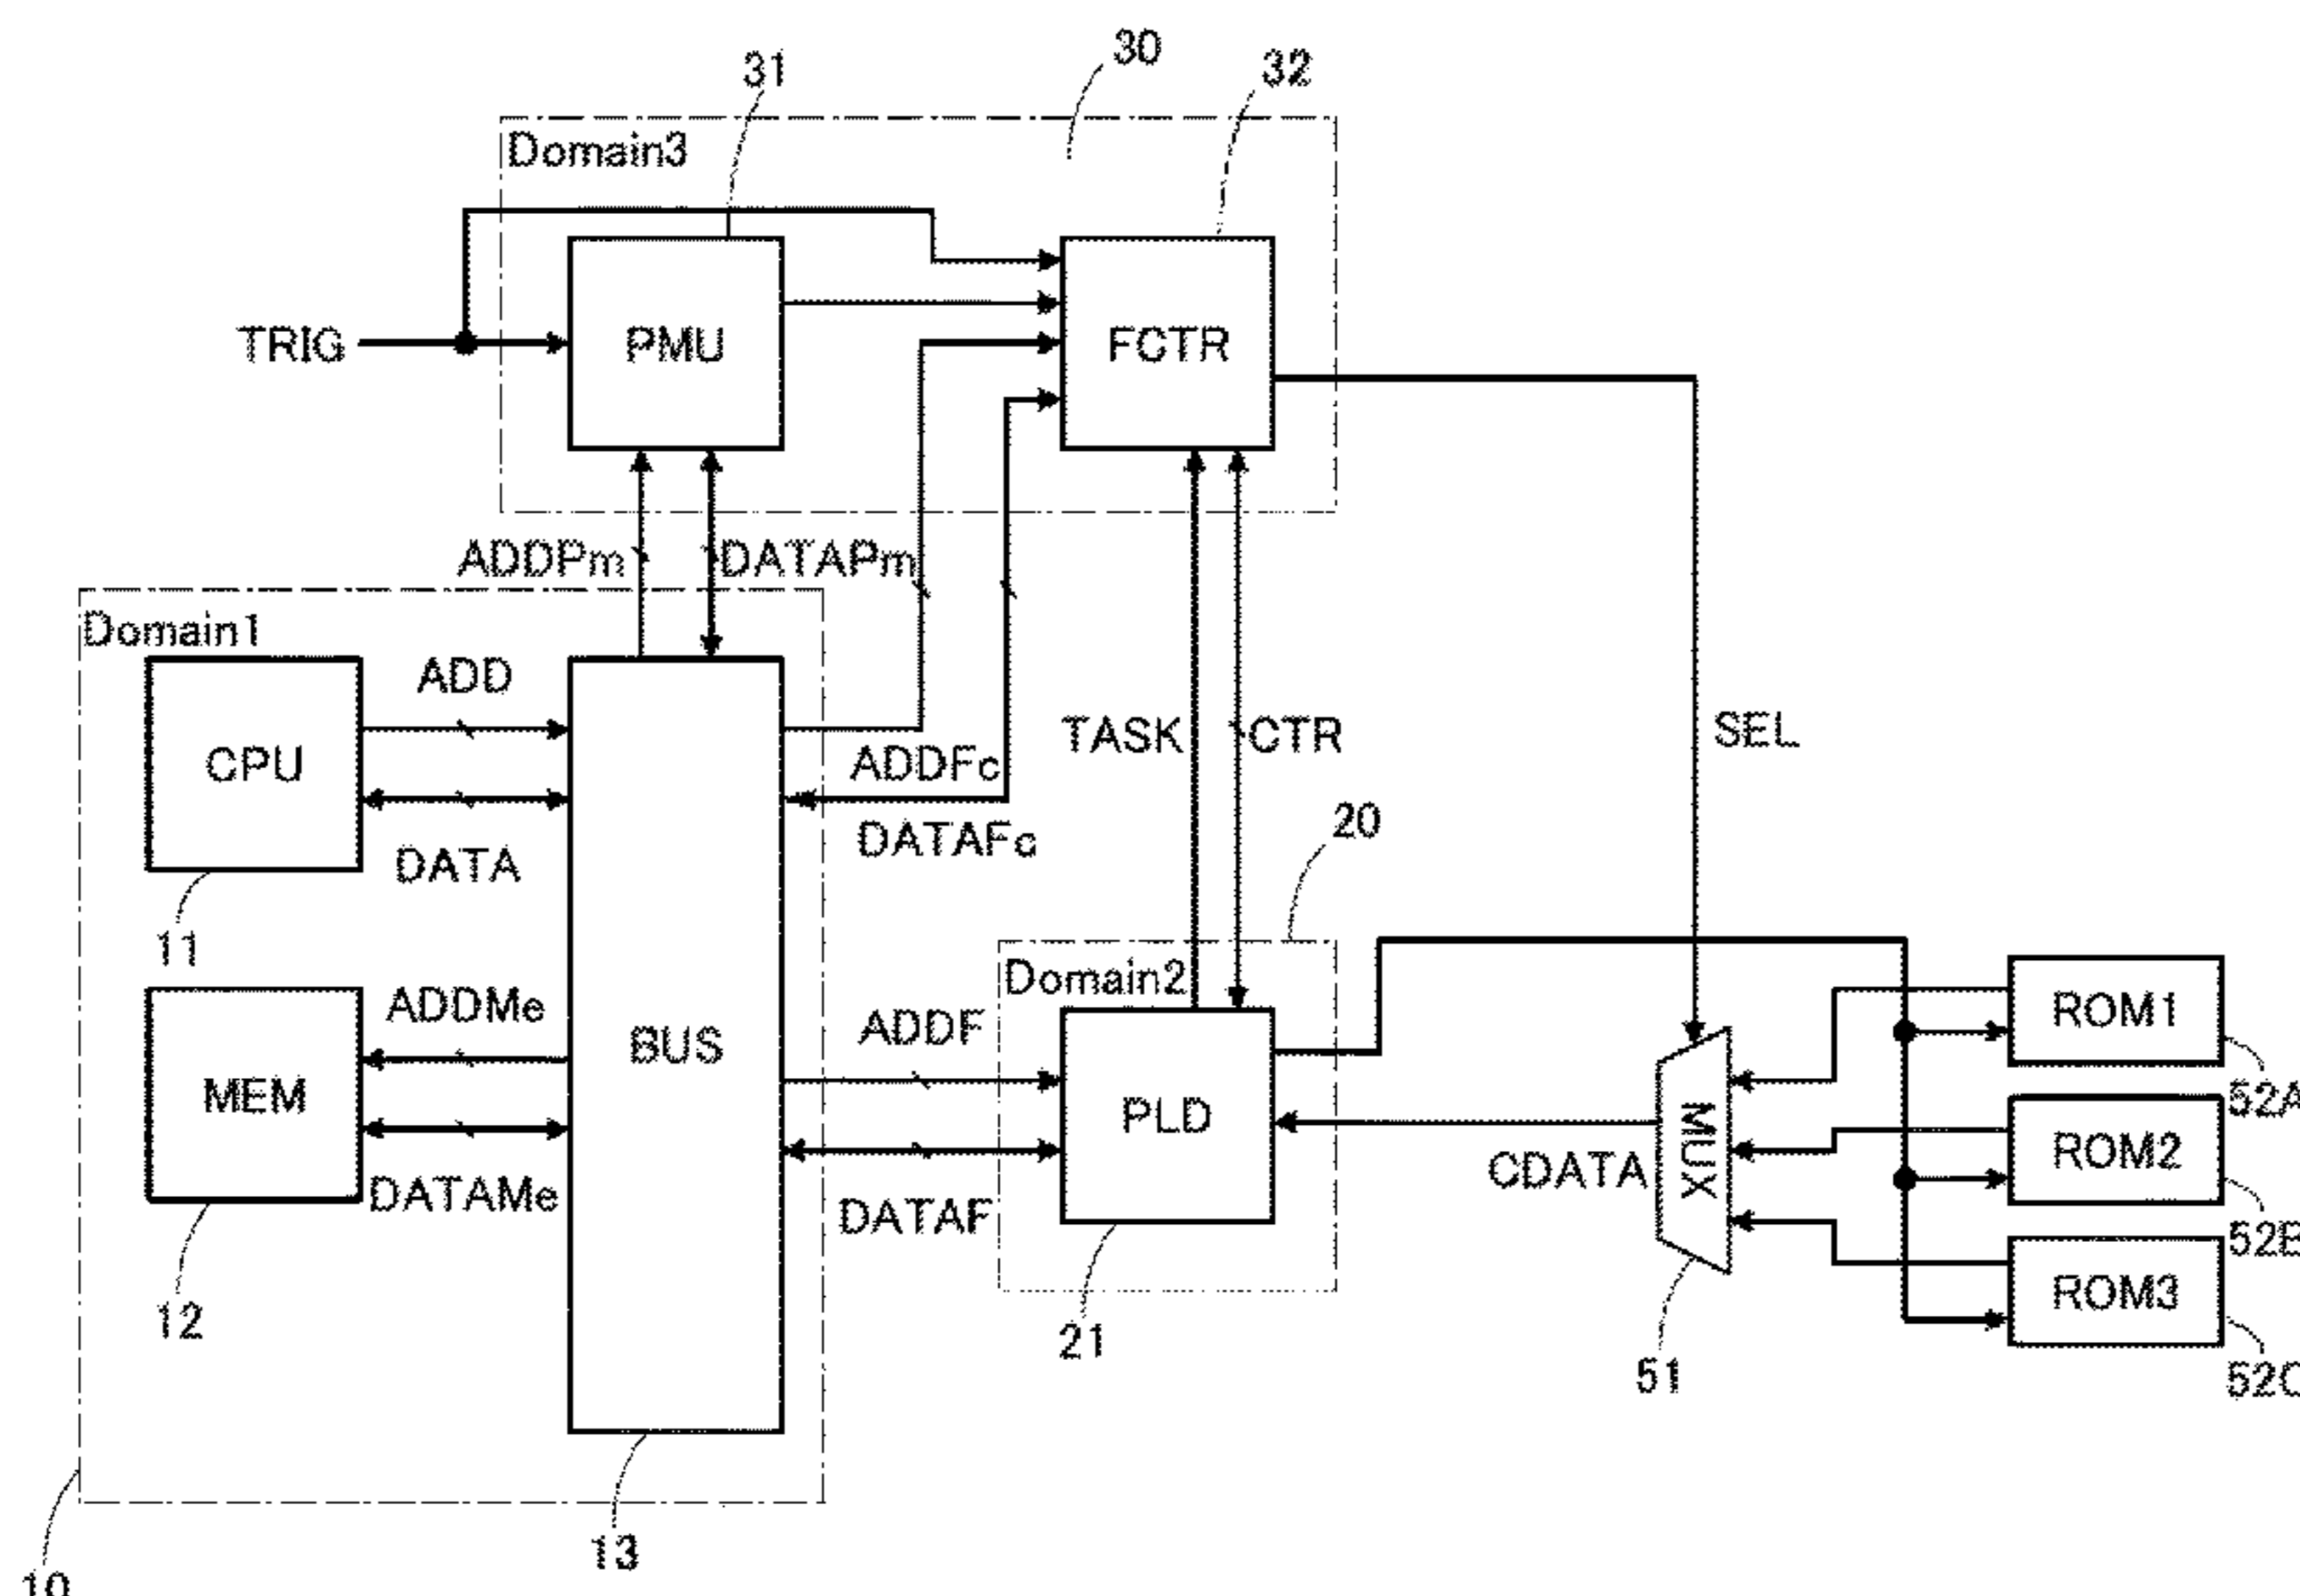 30
31
32
Domain3
TRIG
PMU
FCTR
ADDPm
DATAPm
Domain1
ADD
CPU
TASK
CTR
SEL
ADDFc
DATAFc
DATA
20
11
Domain2
ADDMe
BUS
ADDF
ROM1
MEM
PLD
MUX
52A
ROM2
CDATA
DATAMe
DATAF
52B
ROM3
12
21
51
52C
13
10